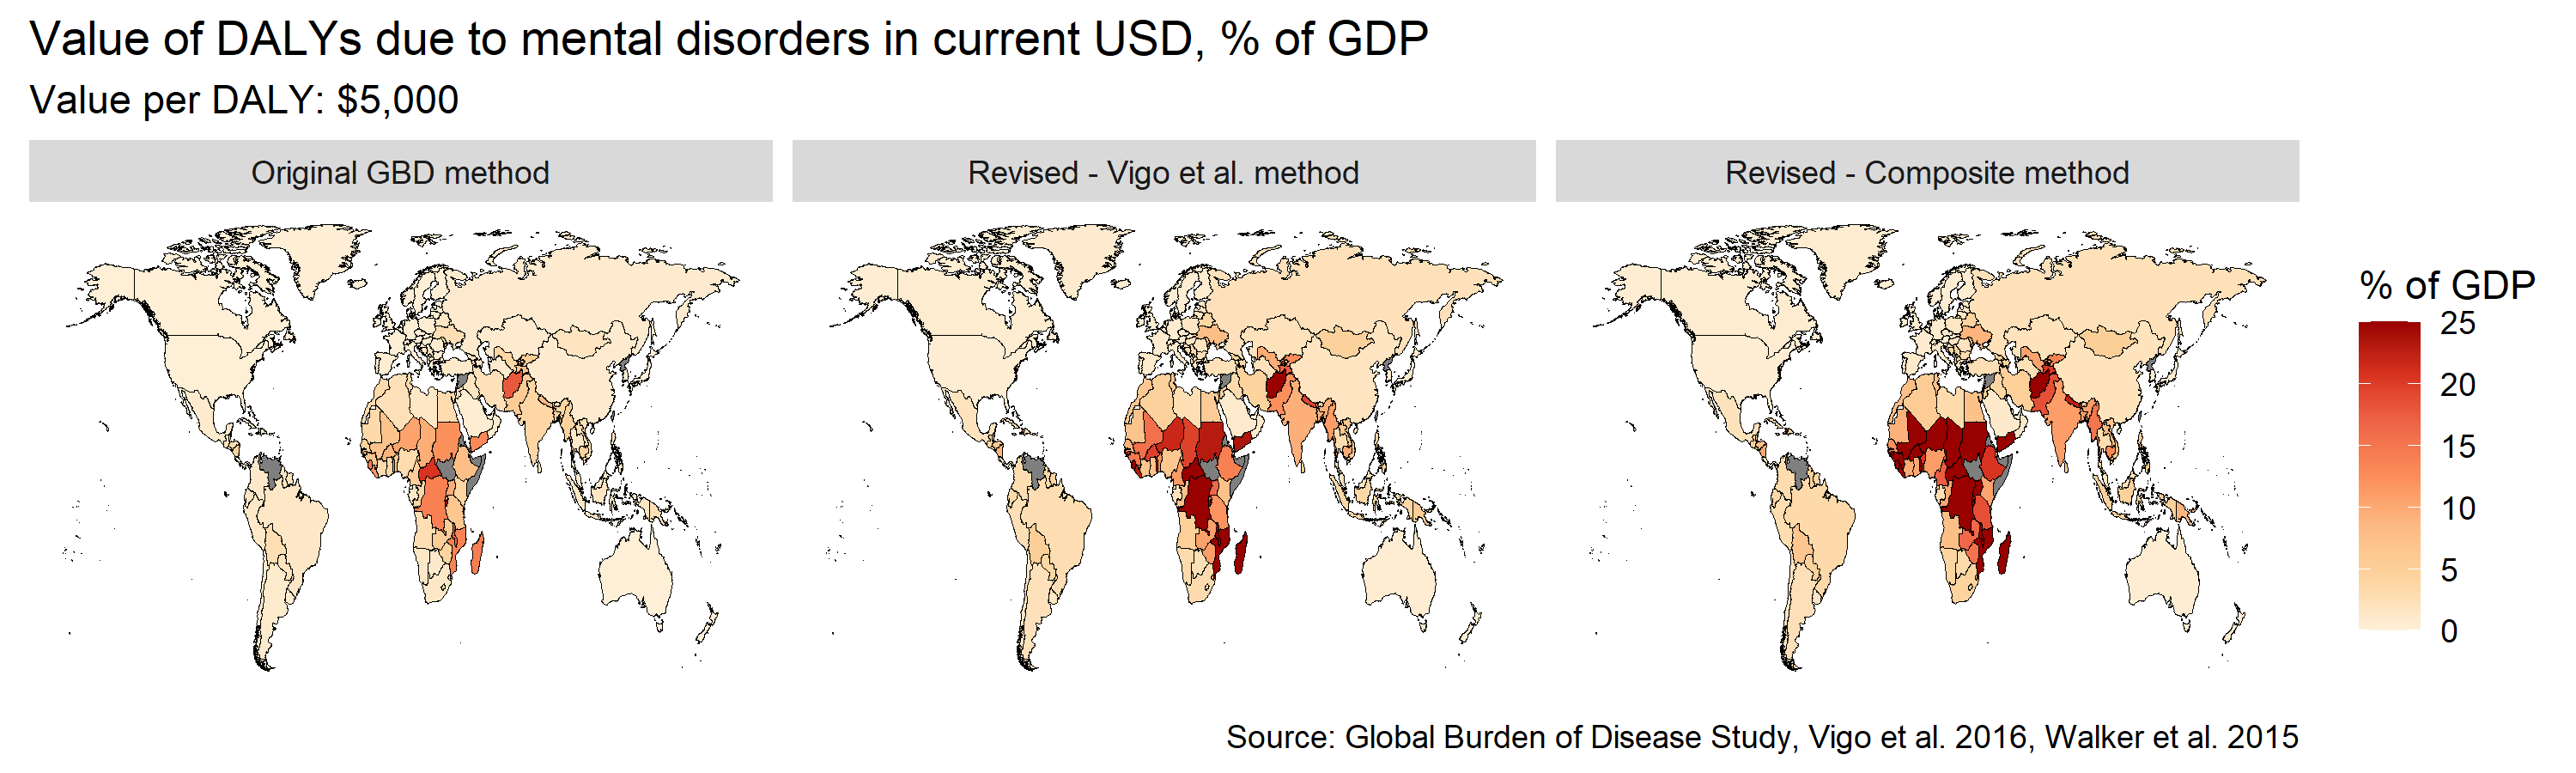 Value of DALYs due to mental disorders in current USD, % of GDP
Value per DALY: $5,000
Original GBD method
Revised - Vigo et al. method
Revised - Composite method
% of GDP
25
20
15
10
5
0
Source: Global Burden of Disease Study, Vigo et al. 2016, Walker et al. 2015